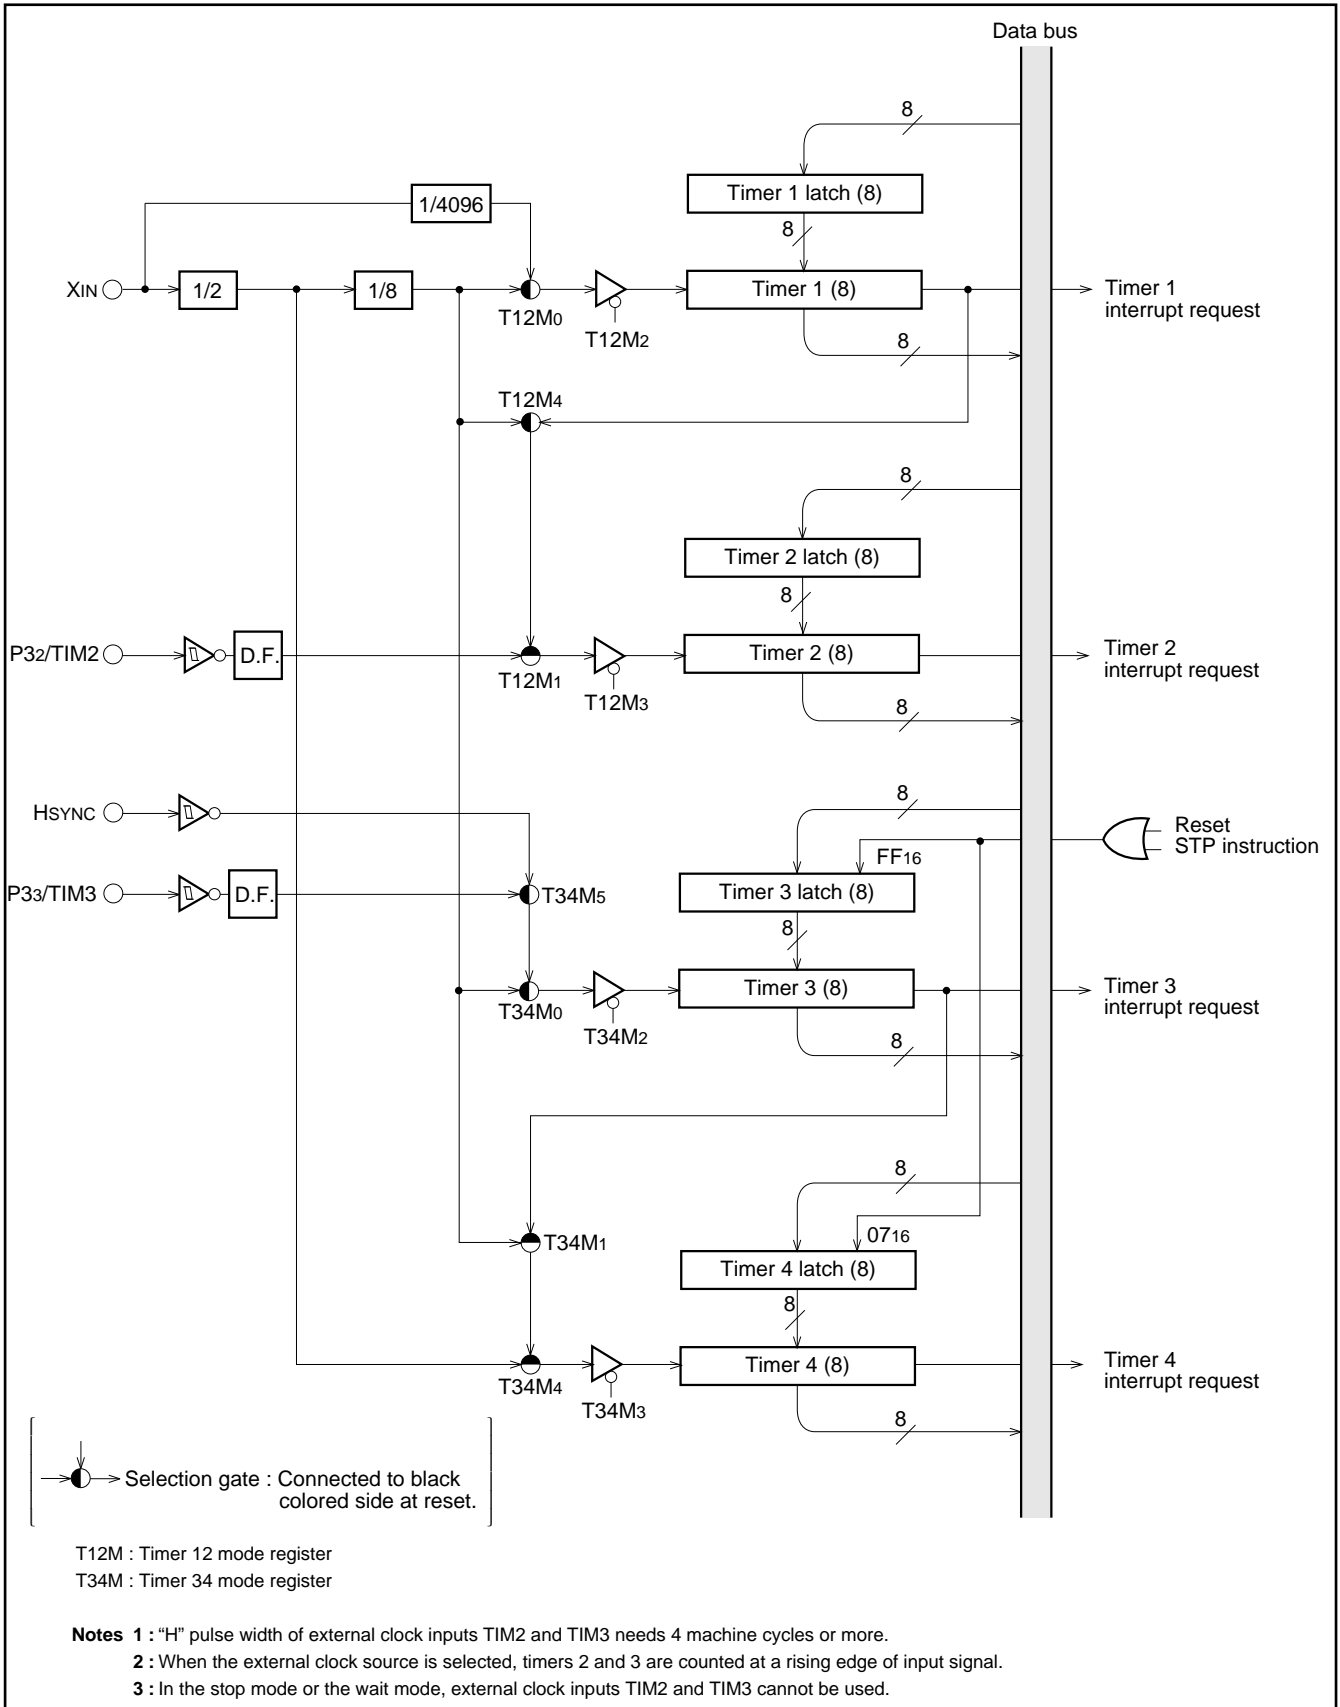 Data bus
8
Timer 1 latch (8)
1/4096
8
XIN
1/2
1/8
T12M0
T12M2
Timer 1 (8)
Timer 1
interrupt request
8
T12M4
8
Timer 2 latch (8)
8
P32/TIM2
D.F.
T12M1
T12M3
Timer 2 (8)
Timer 2
interrupt request
8
HSYNC
8
Reset
STP instruction
FF16
P33/TIM3
D.F.
T34M5
Timer 3 latch (8)
8
T34M0
T34M2
Timer 3 (8)
Timer 3
interrupt request
8
8
T34M1
0716
Timer 4 latch (8)
8
T34M4
T34M3
Timer 4 (8)
Timer 4
interrupt request
8
Selection gate : Connected to black
colored side at reset.
T12M : Timer 12 mode register
T34M : Timer 34 mode register
Notes 1 : “H” pulse width of external clock inputs TIM2 and TIM3 needs 4 machine cycles or more.
2 : When the external clock source is selected, timers 2 and 3 are counted at a rising edge of input signal.
3 : In the stop mode or the wait mode, external clock inputs TIM2 and TIM3 cannot be used.